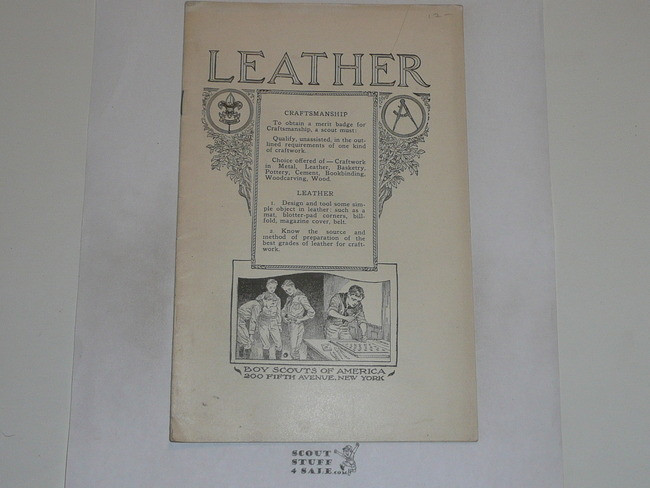 LEATHER
CRAFTSMANSHIP
To obtain a merit badge for
Craftsmanship, a scout must:
Qualify, unassisted, in the out-
lined requirements of one kind
of craftwork.
Choice offered of — Craftwork
in Metal, Leather, Basketry,
Pottery, Cement, Bookbinding,
Woodcarving, Wood.
LEATHER
1. Design and tool some sim-
ple object in leather; such as a
mat, blotter-pad corners, bill-
fold, magazine cover, belt.
2. Know the source and
method of preparation of the
best grades of leather for craft-
work.
BOY SCOUTS OF AMERICA
200 FIFTH AVENUE, NEW YORK
SCOUT
STUFF
4 SALE.com